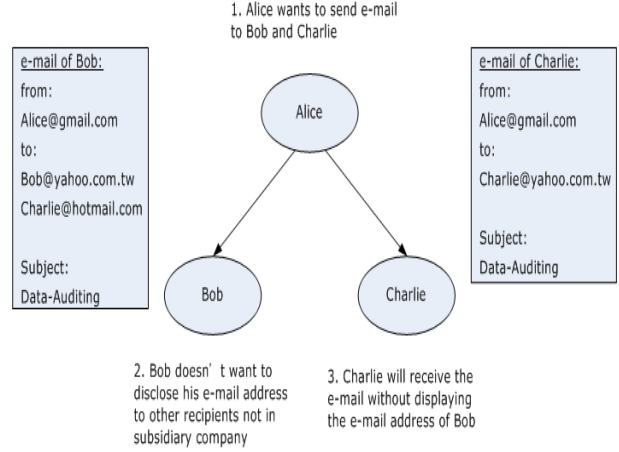 1. Alice wants to send e-mail
to Bob and Charlie
e-mail of Bob:
from:
Alice@gmail.com
to:
Bob@yahoo.com.tw
Charlie@hotmail.com
Subject:
Data-Auditing
Alice
e-mail of Charlie:
from:
Alice@gmail.com
to:
Charlie@yahoo.com.tw
Subject:
Data-Auditing
Bob
Charlie
2. Bob doesn’ t want to
disclose his e-mail address
to other recipients not in
subsidiary company
3. Charlie will receive the
e-mail without displaying
the e-mail address of Bob